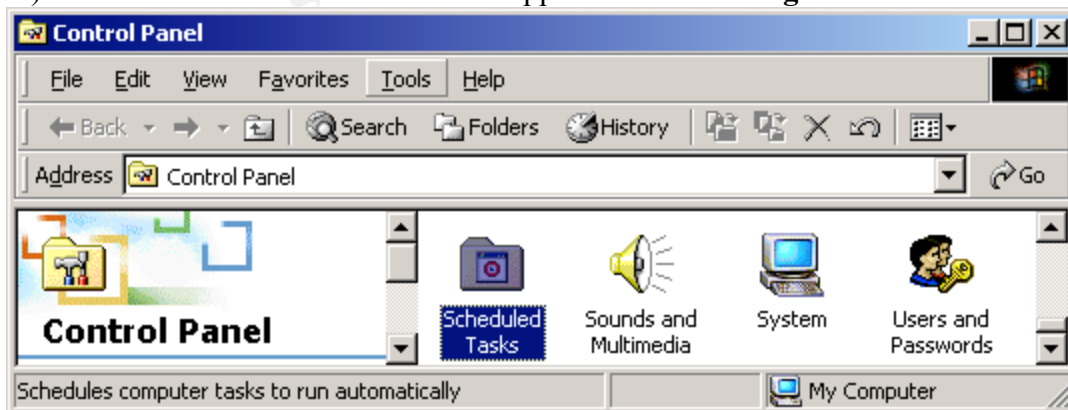 Control Panel
File Edit View Favorites Tools Help
Back Search Folders History
Address Control Panel Go
Control Panel
Scheduled Tasks
Sounds and Multimedia
System
Users and Passwords
Schedules computer tasks to run automatically My Computer